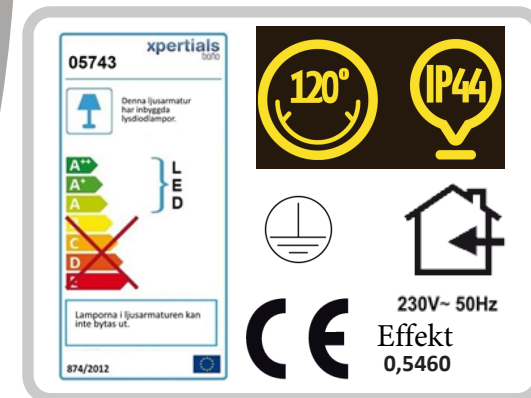 xpertials
baño
05743
Denna ljusarmatur
har inbyggda
lysdiodlampor.
A++
A+
A
C
D
E
L
E
D
Lamporna i ljusarmaturen kan
inte bytas ut.
874/2012
120°
IP44
230V~ 50Hz
CE
Effekt
0,5460